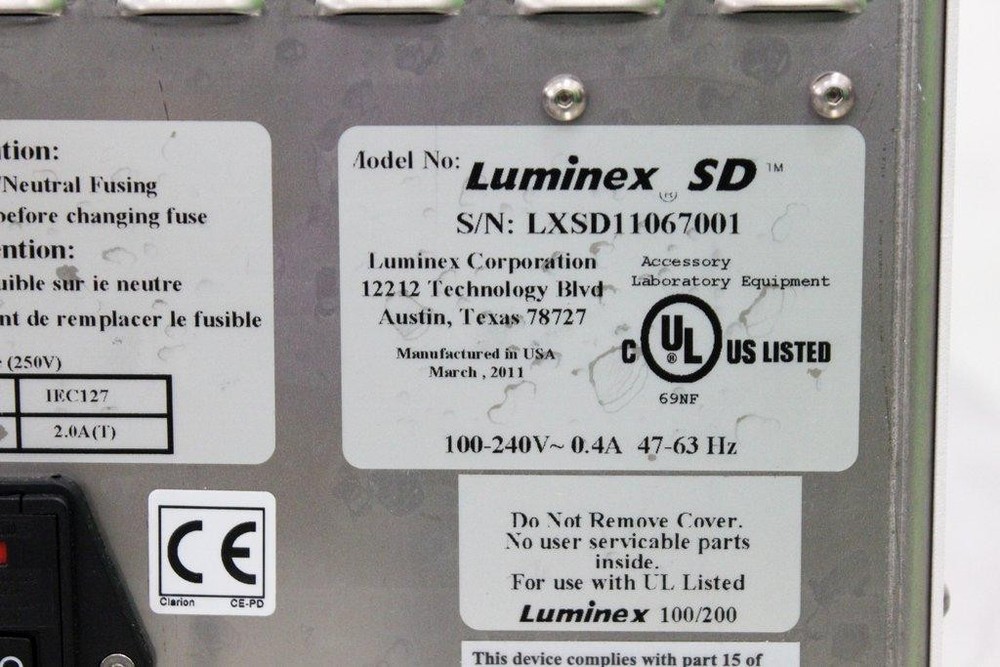 tion:
/Neutral Fusing
before changing fuse
ention:
uible sur ie neutre
nt de remplacer le fusible
(250V)
IEC127
2.0A(T)
Model No: Luminex® SD™
S/N: LXSD11067001
Luminex Corporation
12212 Technology Blvd
Austin, Texas 78727
Manufactured in USA
March , 2011
Accessory
Laboratory Equipment
C UL® US LISTED
69NF
100-240V~ 0.4A 47-63 Hz
CE
Clarion CE-PD
Do Not Remove Cover.
No user servicable parts
inside.
For use with UL Listed
Luminex 100/200
This device complies with part 15 of